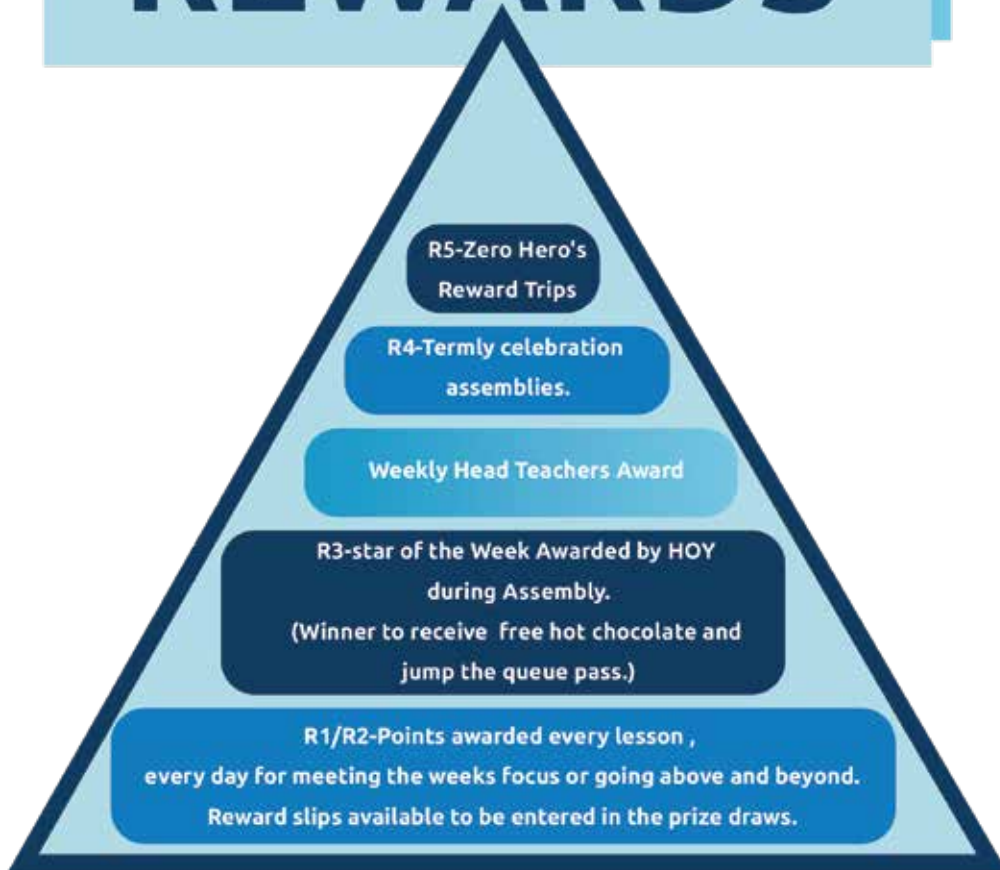 REWARDS
R5-Zero Hero's
Reward Trips
R4-Termly celebration
assemblies.
Weekly Head Teachers Award
R3-star of the Week Awarded by HOY
during Assembly.
(Winner to receive free hot chocolate and
jump the queue pass.)
R1/R2-Points awarded every lesson ,
every day for meeting the weeks focus or going above and beyond.
Reward slips available to be entered in the prize draws.